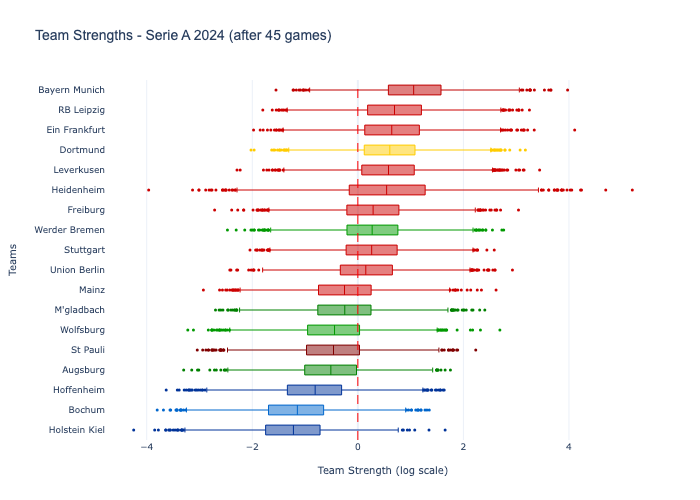 Team Strengths - Serie A 2024 (after 45 games)
Bayern Munich
RB Leipzig
Ein Frankfurt
Dortmund
Leverkusen
Heidenheim
Freiburg
Werder Bremen
Stuttgart
Union Berlin
Mainz
M'gladbach
Wolfsburg
St Pauli
Augsburg
Hoffenheim
Bochum
Holstein Kiel
Teams
−4 −2 0 2 4
Team Strength (log scale)